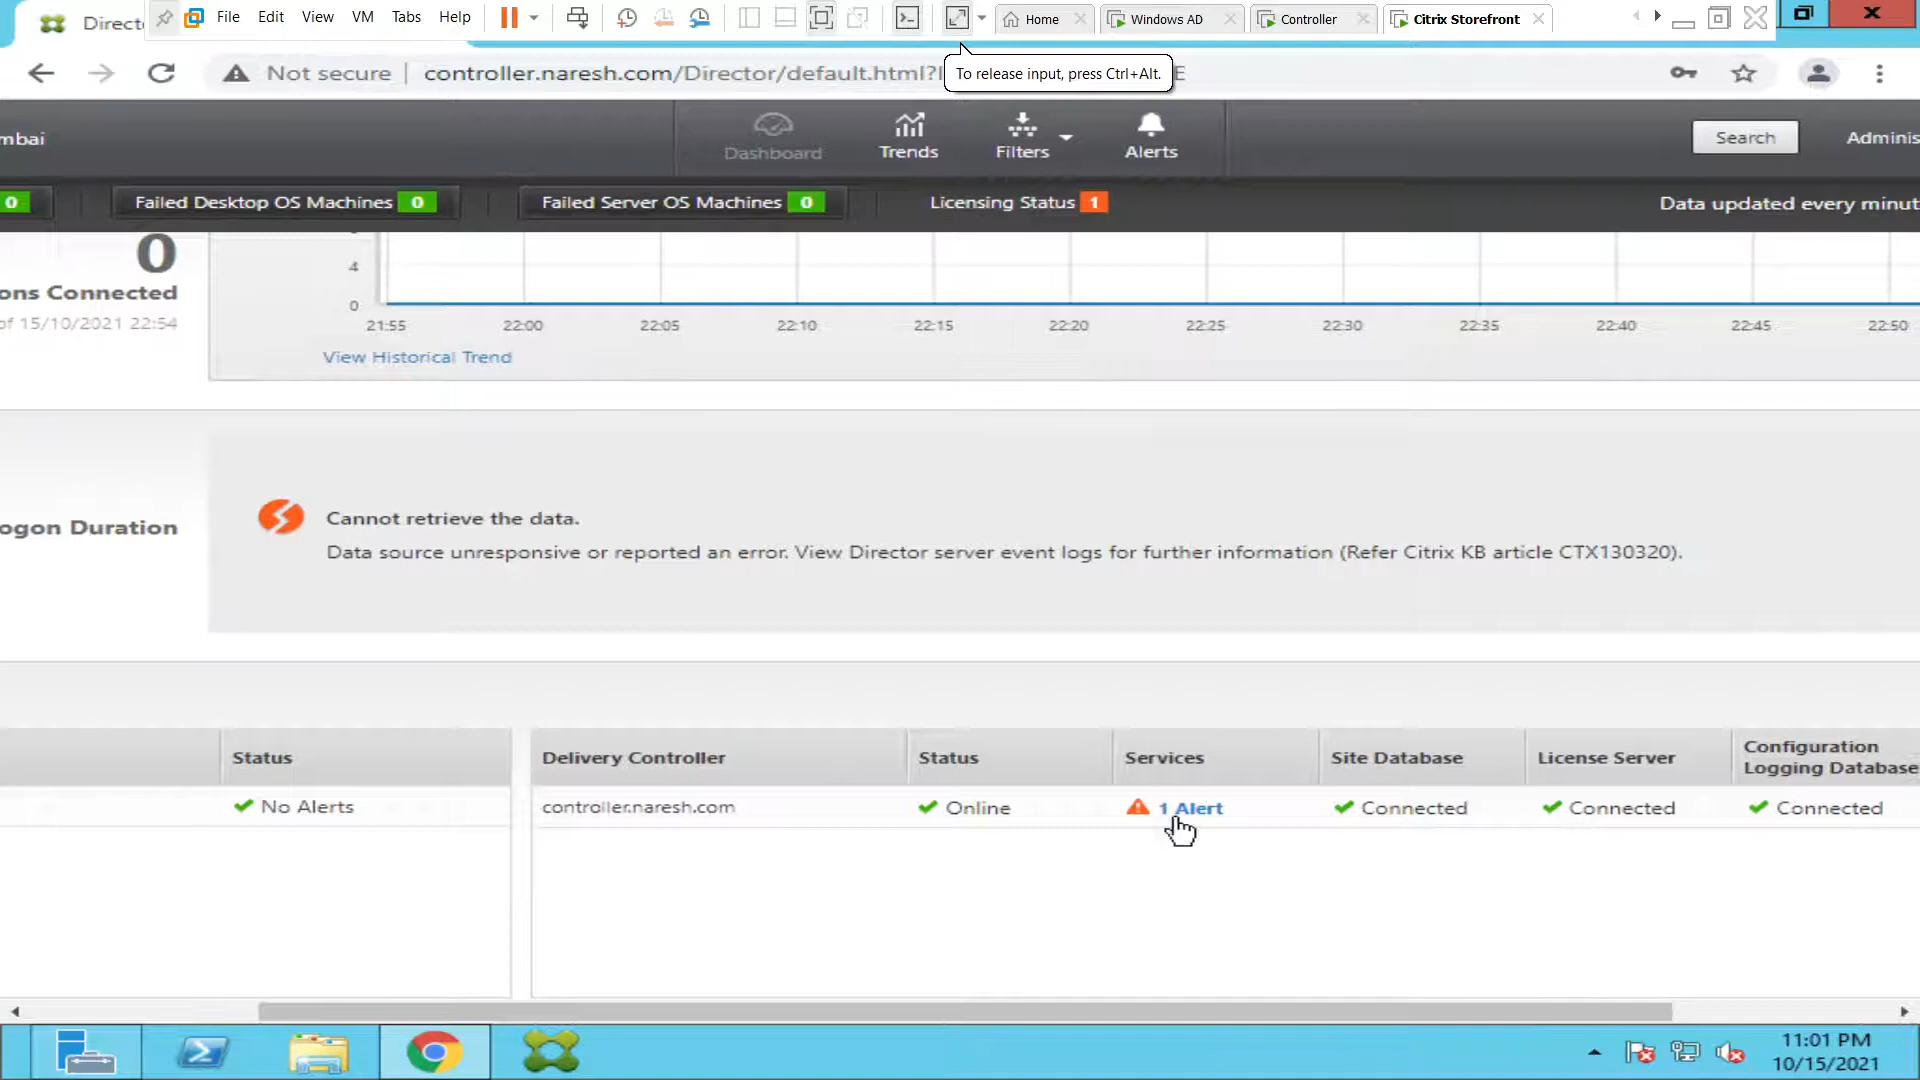 Direct
File Edit View VM Tabs Help
Home
Windows AD
Controller
Citrix Storefront
Not secure
controller.naresh.com/Director/default.html?l
E
To release input, press Ctrl+Alt.
mbai
Dashboard
Trends
Filters
Alerts
Search
Adminis
0
Failed Desktop OS Machines 0
Failed Server OS Machines 0
Licensing Status 1
Data updated every minut
0
ons Connected
of 15/10/2021 22:54
4
0
21:55 22:00 22:05 22:10 22:15 22:20 22:25 22:30 22:35 22:40 22:45 22:50
View Historical Trend
ogon Duration
Cannot retrieve the data.
Data source unresponsive or reported an error. View Director server event logs for further information (Refer Citrix KB article CTX130320).
Status
Delivery Controller
Status
Services
Site Database
License Server
Configuration
Logging Database
No Alerts
controller.naresh.com
Online
1 Alert
Connected
Connected
Connected
11:01 PM
10/15/2021